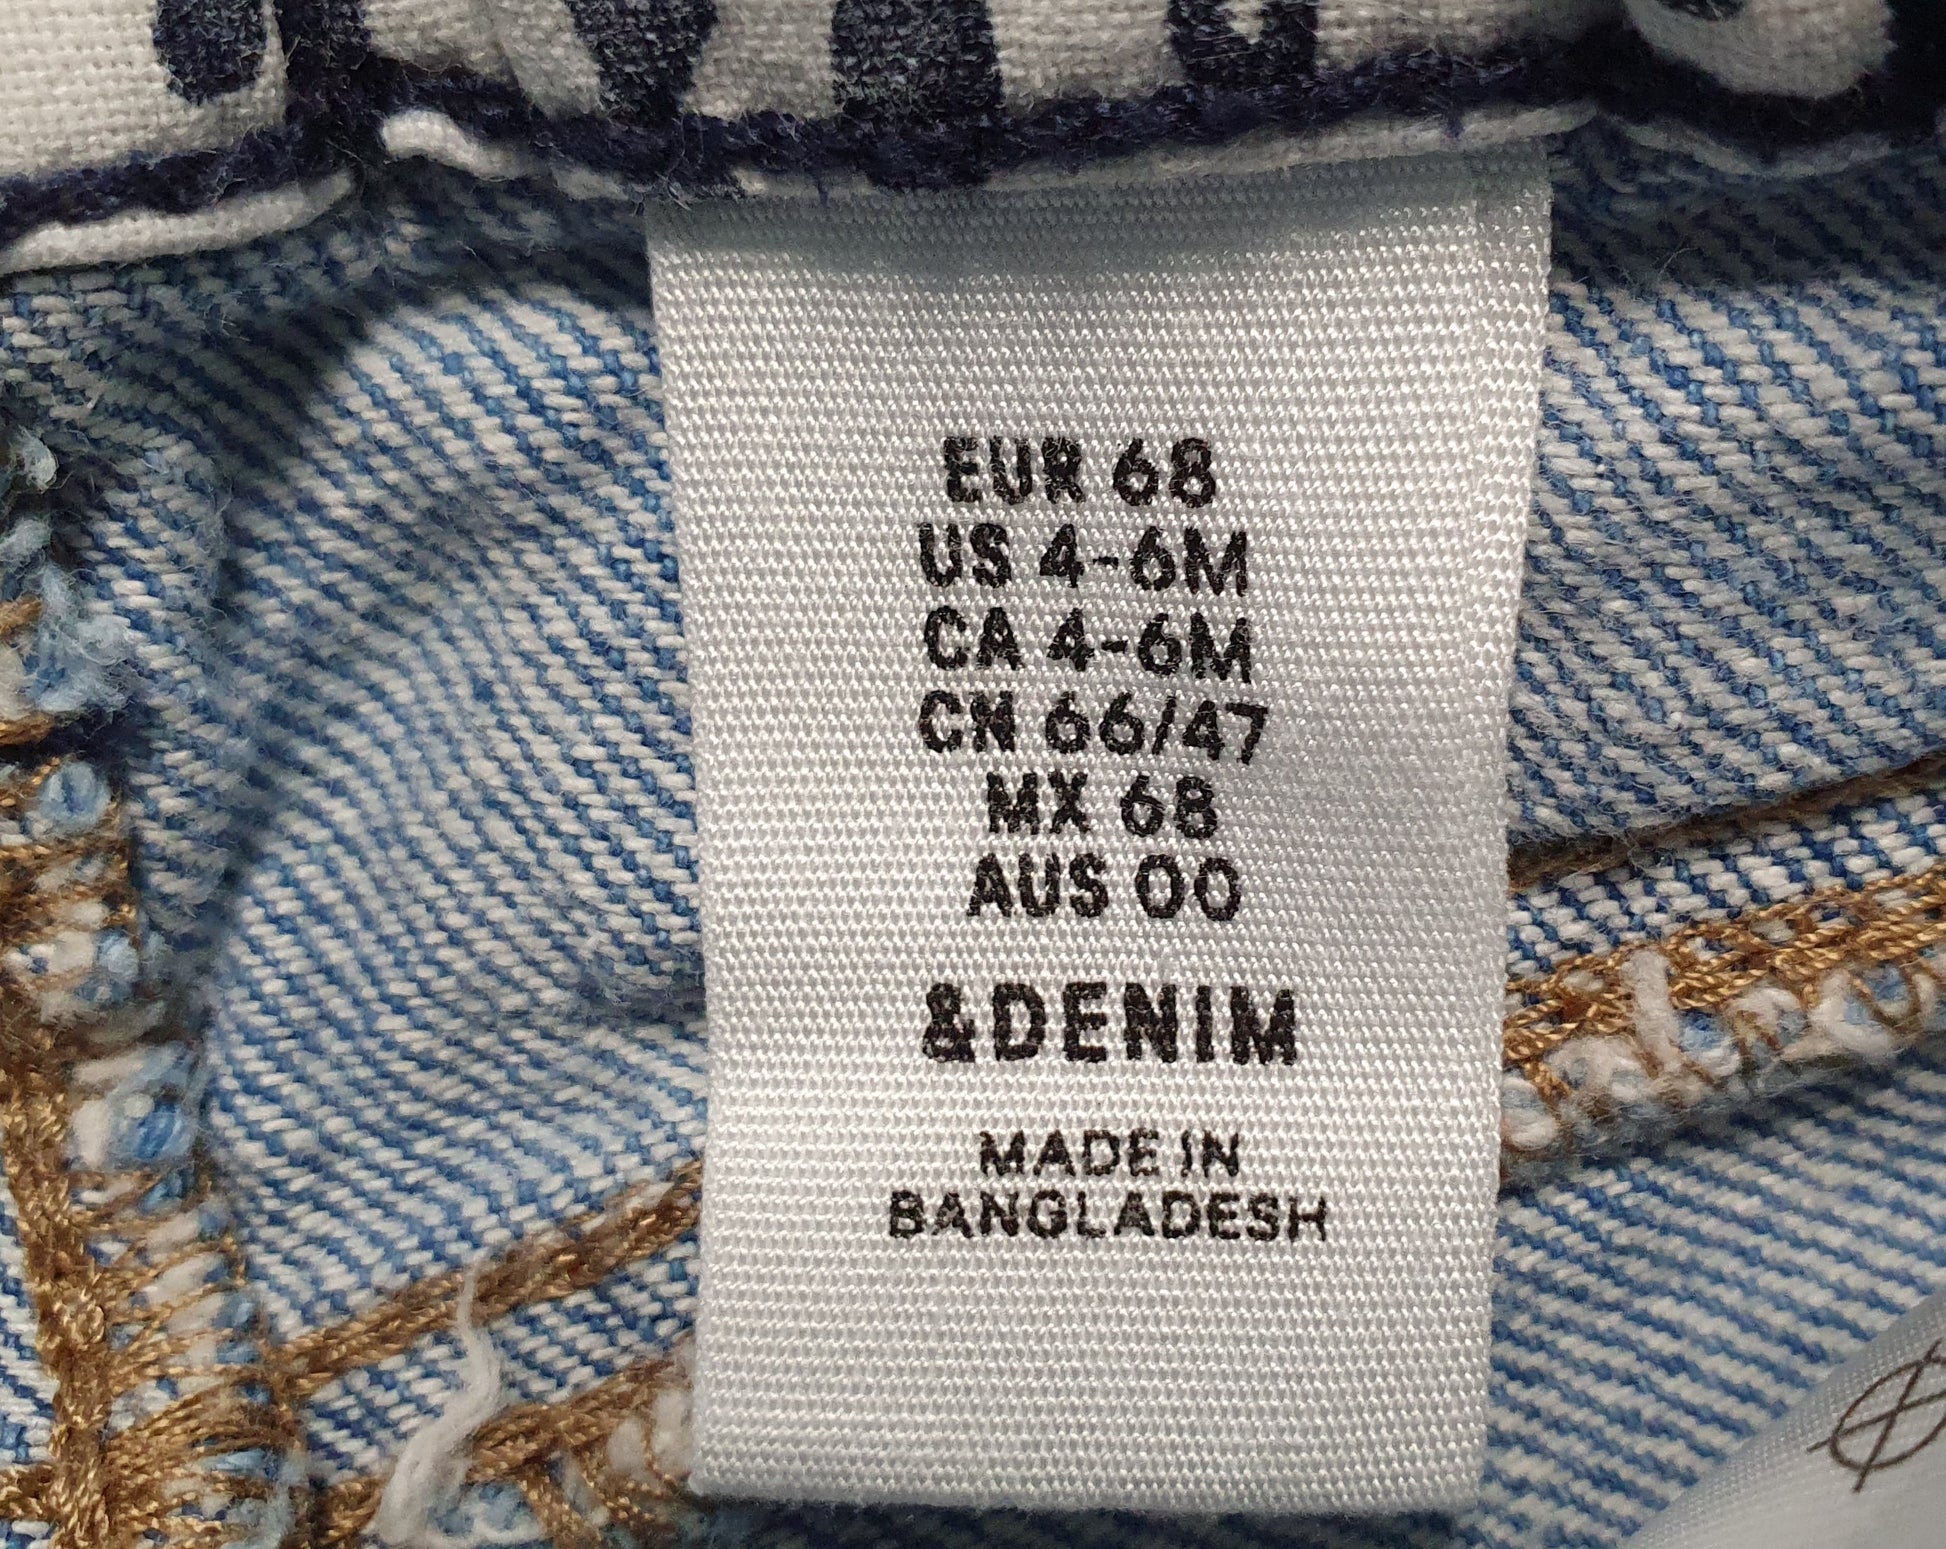 EUR 68
US 4-6M
CA 4-6M
CN 66/47
MX 68
AUS 00
&DENIM
MADE IN
BANGLADESH